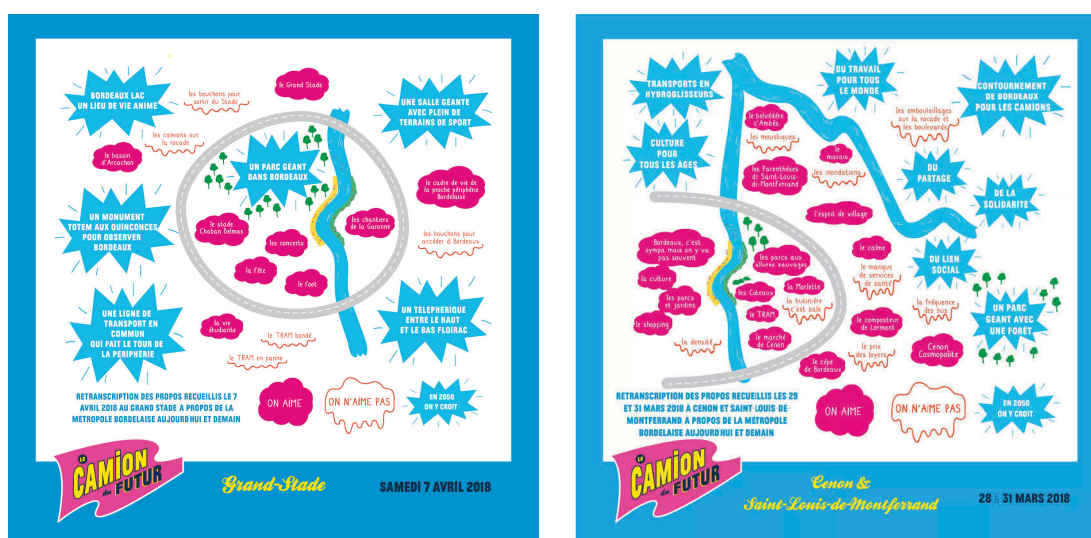 le Grand Stade
BORDEAUX LAC
UN LIEU DE VIE ANIME
les bouchons pour
sortir du Stade
UNE SALLE GÉANTE
AVEC PLEIN DE
TERRAINS DE SPORT
les camions sur
la rocade
le bassin
d'Arcachon
UN PARC GÉANT
DANS BORDEAUX
le cadre de vie de
la proche périphérie
Bordelaise
UN MONUMENT
TOTEM AUX QUINCONCES
POUR OBSERVER
BORDEAUX
le stade
Chaban Delmas
les chantiers
de la Garonne
les concerts
les bouchons pour
accéder à Bordeaux
la fête
le foot
UNE LIGNE DE
TRANSPORT EN
COMMUN
QUI FAIT LE TOUR DE
LA PERIPHERIE
la vie
étudiante
UN TÉLÉPHERIQUE
ENTRE LE HAUT
ET LE BAS FLOIRAC
le TRAM bondé
le TRAM en panne
RETRANSCRIPTION DES PROPOS RECUEILLIS LE 7
AVRIL 2018 AU GRAND STADE A PROPOS DE LA
METROPOLE BORDELAISE AUJOURD'HUI ET DEMAIN
ON AIME
ON N'AIME PAS
EN 2050
ON Y CROIT !
LE
CAMION
du FUTUR
Grand-Stade
SAMEDI 7 AVRIL 2018
TRANSPORTS EN
HYDROGLISSEURS
DU TRAVAIL
POUR TOUS
LE MONDE
CONTOURNEMENT
DE BORDEAUX
POUR LES CAMIONS
le belvédère
d'Ambès
les moustiques
les embouteillages
sur la rocade et
les boulevards
CULTURE
POUR
TOUS LES ÂGES
le
marais
les Parenthèses
de Saint-Louis-
de-Montferrand
les inondations
DU
PARTAGE
DE LA
SOLIDARITE
l'esprit de village
Bordeaux, c'est
sympa mais on y va
pas souvent
le calme
les parcs aux
allures sauvages
DU LIEN
SOCIAL
la culture
le manque
de services
de santé
les parcs
et jardins
les Coteaux
la Morlette
la butinière
c'est sale
la fréquence
des bus
UN PARC
GEANT AVEC
UNE FORÊT
le shopping
le TRAM
le composteur
de Lormont
la densité
le marché
de Cenon
le prix
des loyers
Cenon
Cosmopolite
le cèpe
de Bordeaux
RETRANSCRIPTION DES PROPOS RECUEILLIS LES 29
ET 31 MARS 2018 À CENON ET SAINT-LOUIS-DE
MONTFERRAND, A PROPOS DE LA METROPOLE
BORDELAISE AUJOURD'HUI ET DEMAIN
ON AIME
ON N'AIME PAS
EN 2050
ON Y CROIT
LE
CAMION
du FUTUR
Cenon &
Saint-Louis-de-Montferrand
28 & 31 MARS 2018